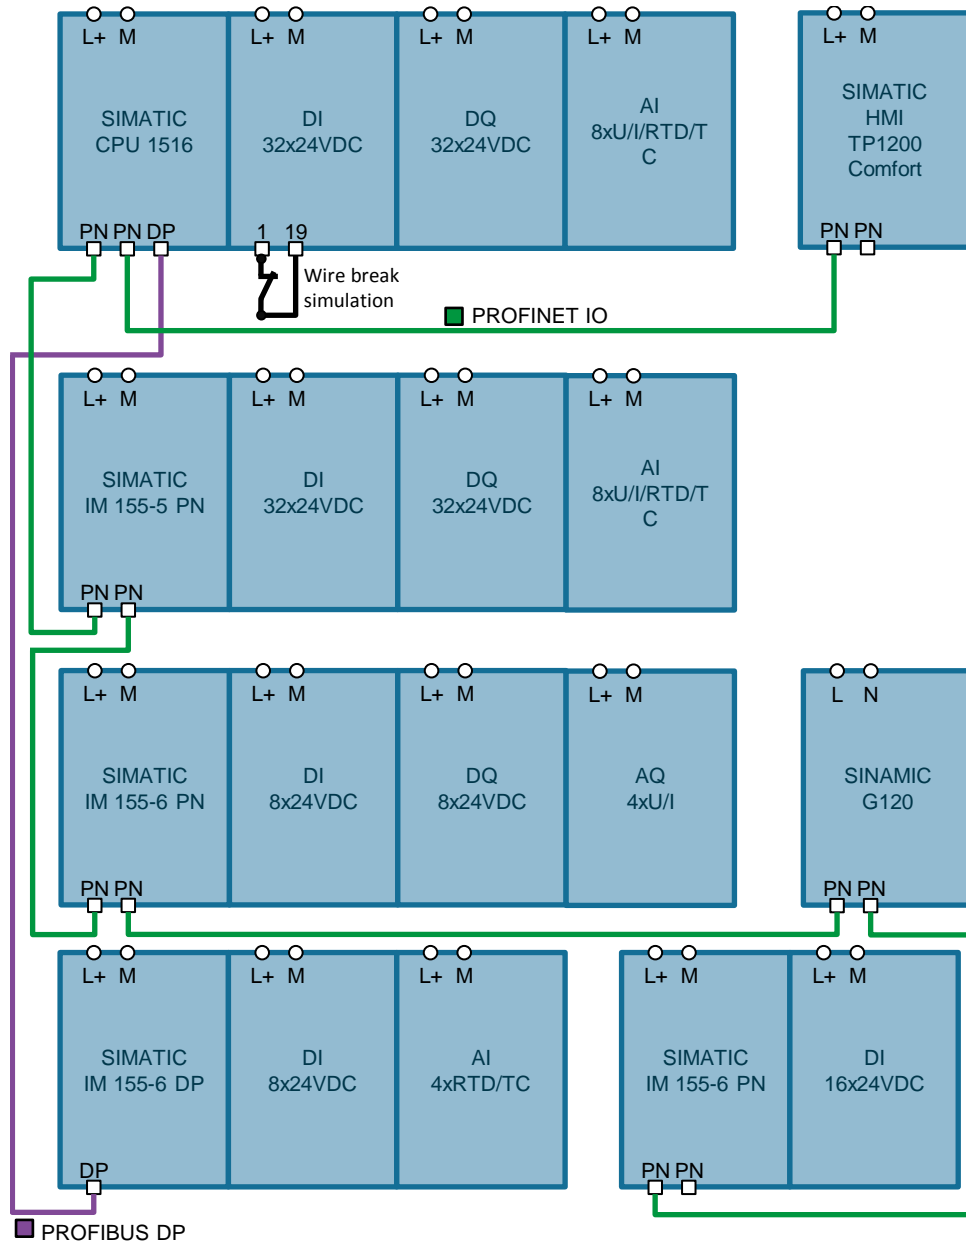 L+ M
L+ M
L+ M
L+ M
L+ M
SIMATIC
CPU 1516
DI
32x24VDC
DQ
32x24VDC
AI
8xU/I/RTD/T
C
SIMATIC
HMI
TP1200
Comfort
PN PN DP
1 19
PN PN
Wire break
simulation
PROFINET IO
L+ M
L+ M
L+ M
L+ M
SIMATIC
IM 155-5 PN
DI
32x24VDC
DQ
32x24VDC
AI
8xU/I/RTD/T
C
PN PN
L+ M
L+ M
L+ M
L+ M
L N
SIMATIC
IM 155-6 PN
DI
8x24VDC
DQ
8x24VDC
AQ
4xU/I
SINAMIC
G120
PN PN
PN PN
L+ M
L+ M
L+ M
L+ M
L+ M
SIMATIC
IM 155-6 DP
DI
8x24VDC
AI
4xRTD/TC
SIMATIC
IM 155-6 PN
DI
16x24VDC
DP
PN PN
PROFIBUS DP